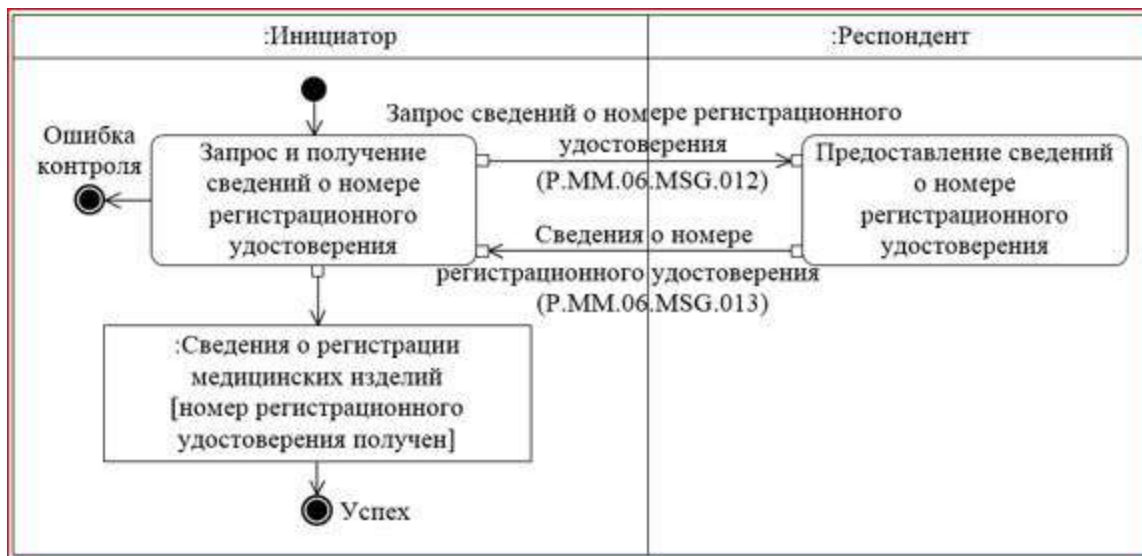 :Инициатор
:Респондент
Ошибка
контроля
Запрос и получение
сведений о номере
регистрационного
удостоверения
Запрос сведений о номере регистрационного
удостоверения
(P.MM.06.MSG.012)
Предоставление сведений
о номере
регистрационного
удостоверения
Сведения о номере
регистрационного удостоверения
(P.MM.06.MSG.013)
:Сведения о регистрации
медицинских изделий
[номер регистрационного
удостоверения получен]
Успех